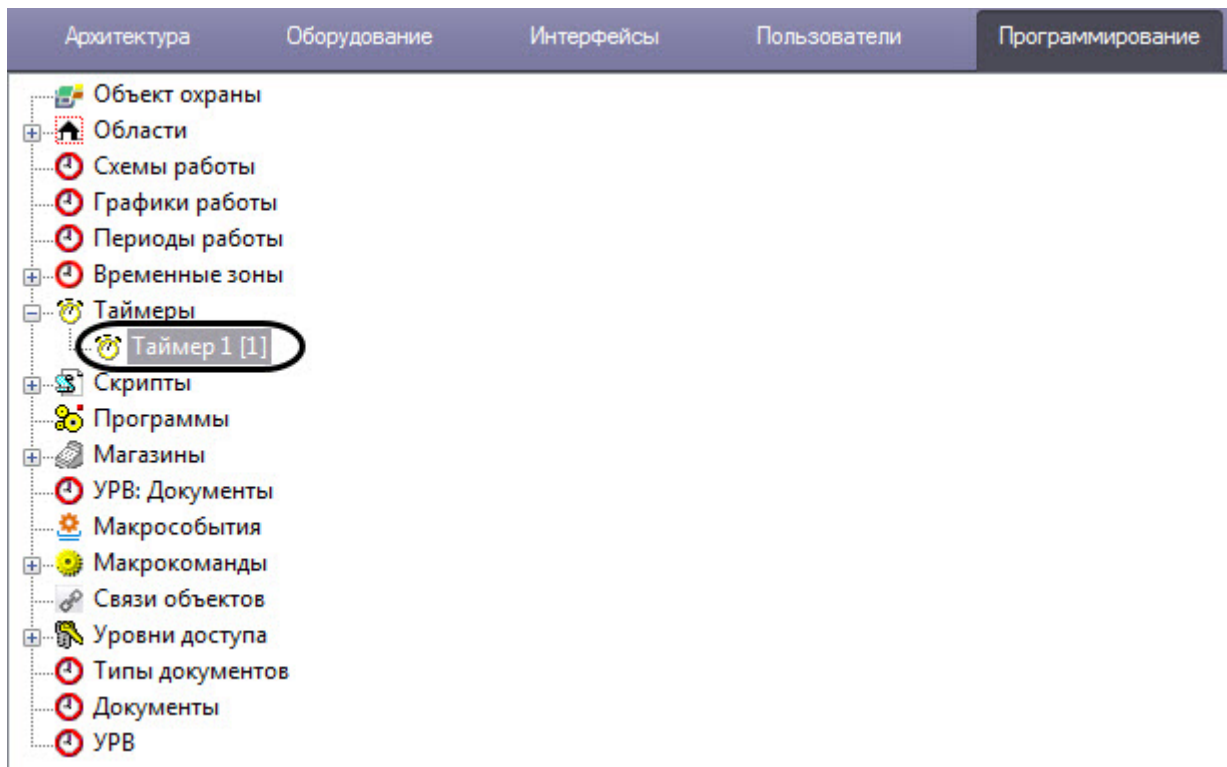 Архитектура Оборудование Интерфейсы Пользователи Программирование
Объект охраны
Области
Схемы работы
Графики работы
Периоды работы
Временные зоны
Таймеры
Таймер 1 [1]
Скрипты
Программы
Магазины
УРВ: Документы
Макрособытия
Макрокоманды
Связи объектов
Уровни доступа
Типы документов
Документы
УРВ